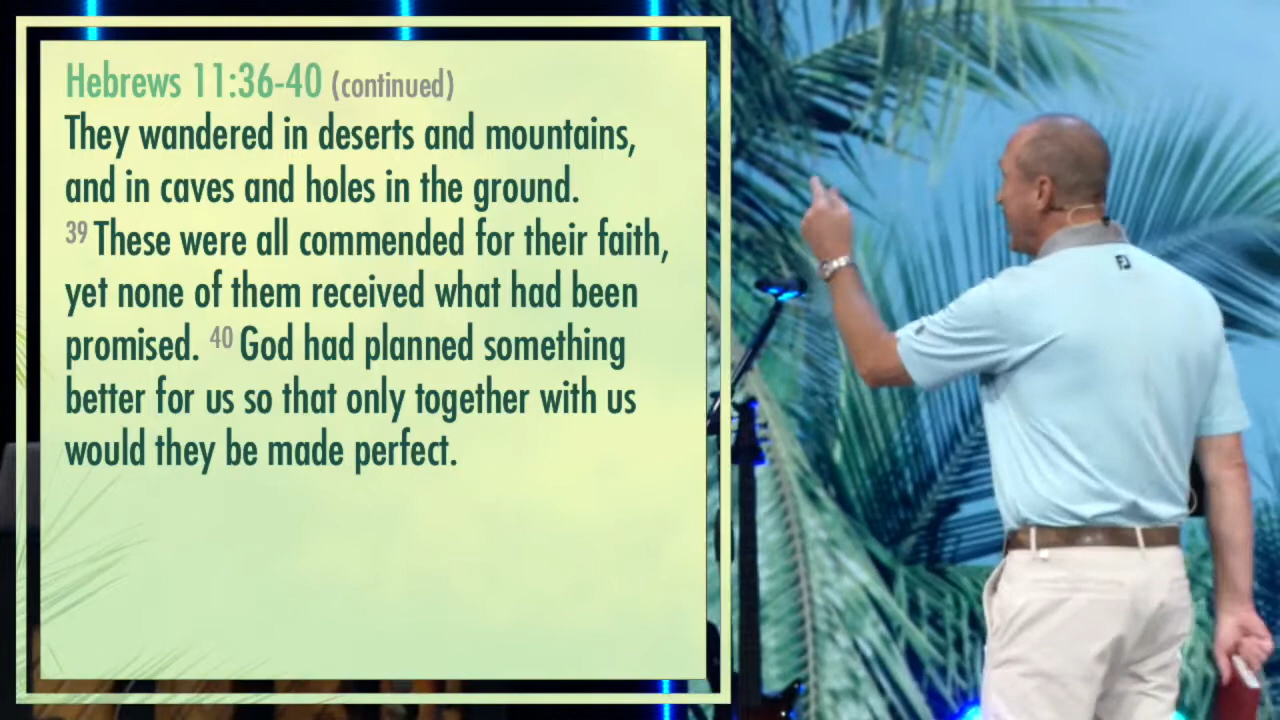 Hebrews 11:36-40 (continued)
They wandered in deserts and mountains,
and in caves and holes in the ground.
39 These were all commended for their faith,
yet none of them received what had been
promised. 40 God had planned something
better for us so that only together with us
would they be made perfect.
FJ